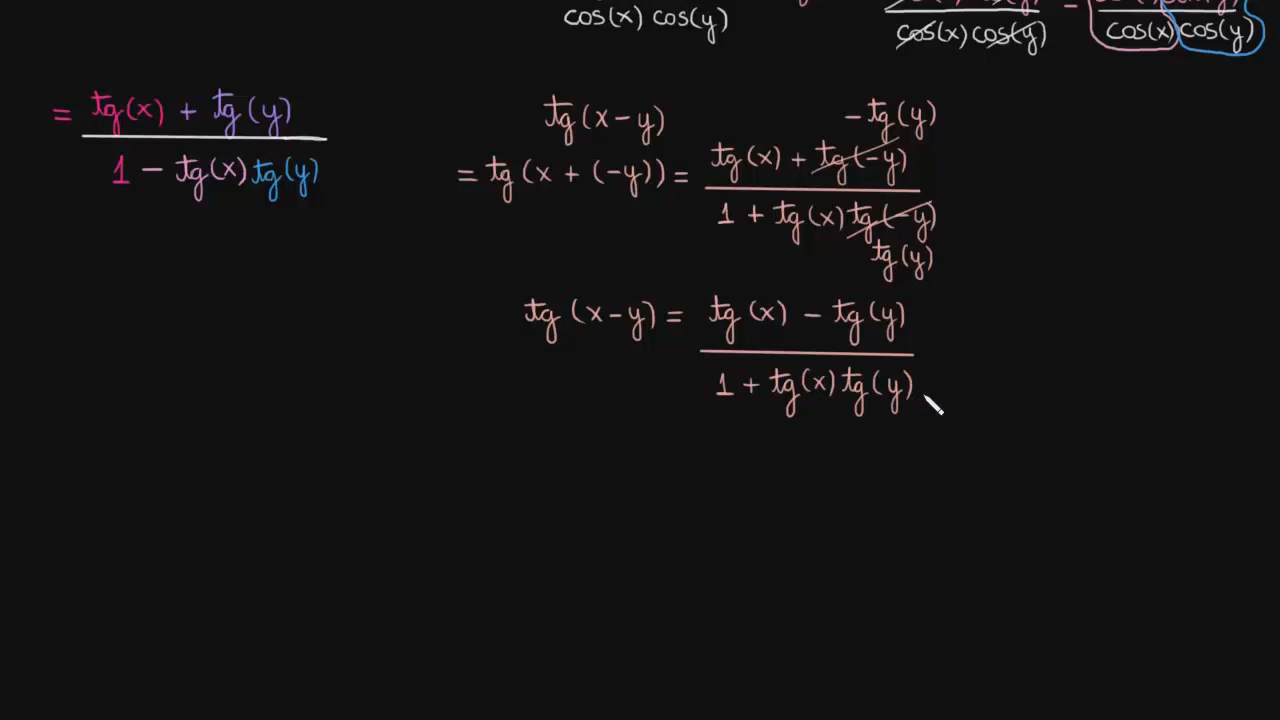 cos(x) cos(y)
cos(x) cos(y)
cos(x) cos(y)
= tg(x) + tg(y)
1 - tg(x) tg(y)
tg(x-y)
- tg(y)
= tg(x + (-y)) = tg(x) + tg(-y)
1 + tg(x) tg(-y)
tg(y)
tg(x-y) = tg(x) - tg(y)
1 + tg(x) tg(y)